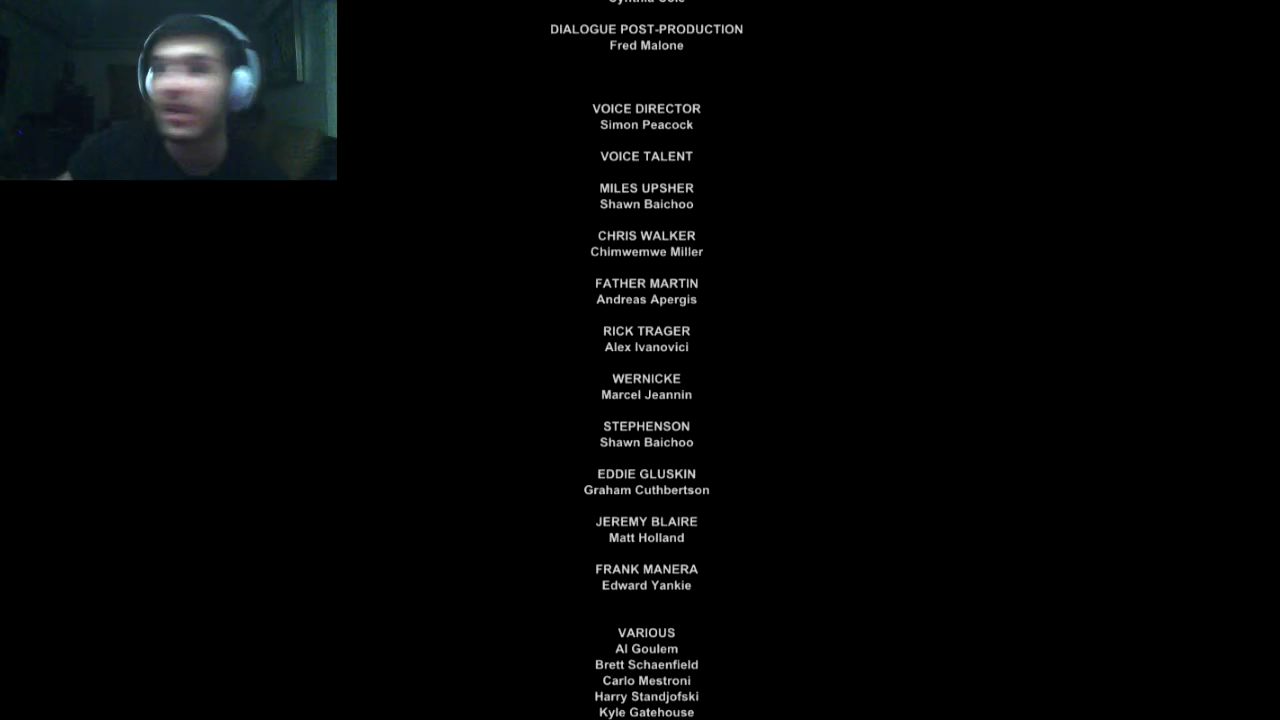 DIALOGUE POST-PRODUCTION
Fred Malone
VOICE DIRECTOR
Simon Peacock
VOICE TALENT
MILES UPSHER
Shawn Baichoo
CHRIS WALKER
Chimwemwe Miller
FATHER MARTIN
Andreas Apergis
RICK TRAGER
Alex Ivanovici
WERNICKE
Marcel Jeannin
STEPHENSON
Shawn Baichoo
EDDIE GLUSKIN
Graham Cuthbertson
JEREMY BLAIRE
Matt Holland
FRANK MANERA
Edward Yankie
VARIOUS
Al Goulem
Brett Schaenfield
Carlo Mestroni
Harry Standjofski
Kyle Gatehouse